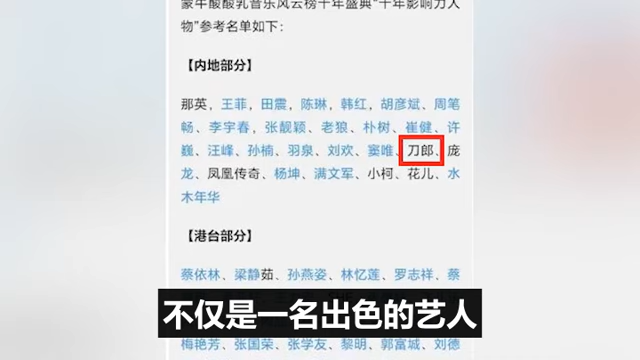 蒙牛酸酸乳音乐风云榜十年盛典“十年影响力人
物”参考名单如下:
【内地部分】
那英,王菲,田震、陈琳,韩红,胡彦斌、周笔
畅、李宇春、张靓颖、老狼、朴树、崔健、许
巍、汪峰、孙楠、羽泉、刘欢、窦唯、刀郎、庞
龙、凤凰传奇、杨坤、满文军、小柯、花儿、水
木年华
【港台部分】
蔡依林、梁静茹、孙燕姿、林忆莲、罗志祥、蔡
不仅是一名出色的艺人
梅艳芳、张国荣、张学友、黎明、郭富城、刘德